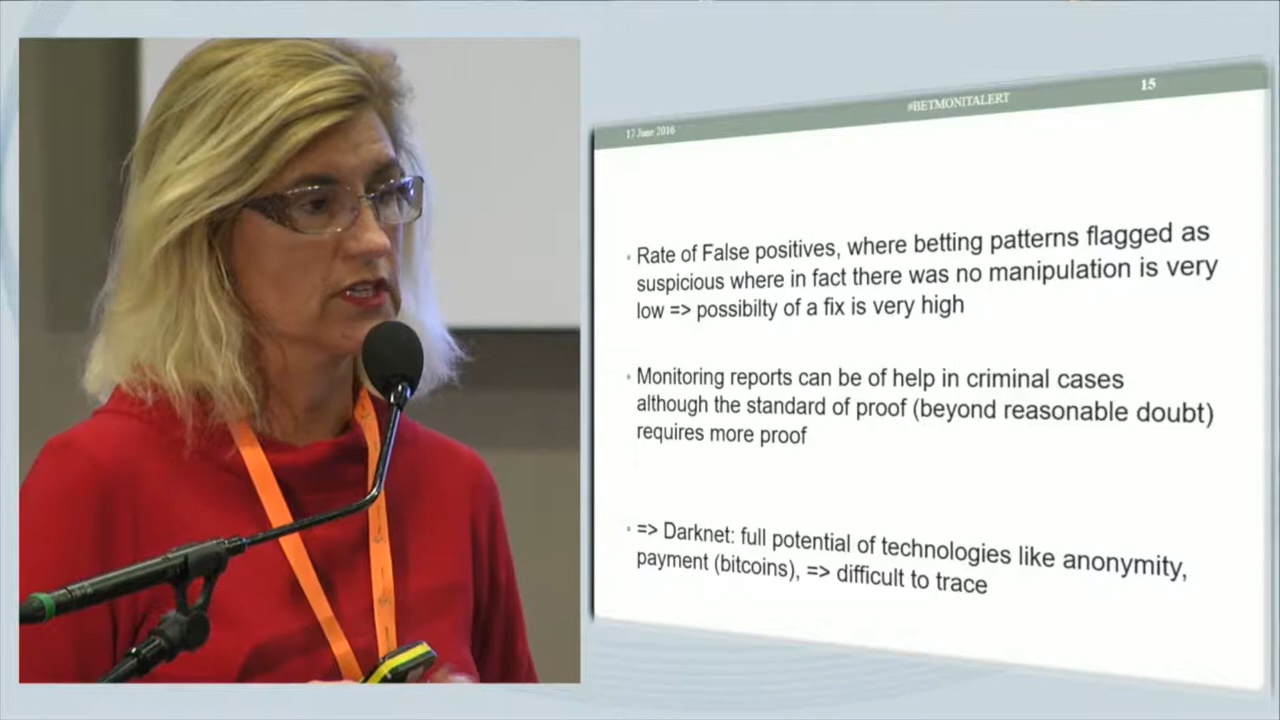 17 June 2016
#BETMONITALERT
15
• Rate of False positives, where betting patterns flagged as
suspicious where in fact there was no manipulation is very
low => possibilty of a fix is very high
• Monitoring reports can be of help in criminal cases
although the standard of proof (beyond reasonable doubt)
requires more proof
• => Darknet: full potential of technologies like anonymity,
payment (bitcoins), => difficult to trace